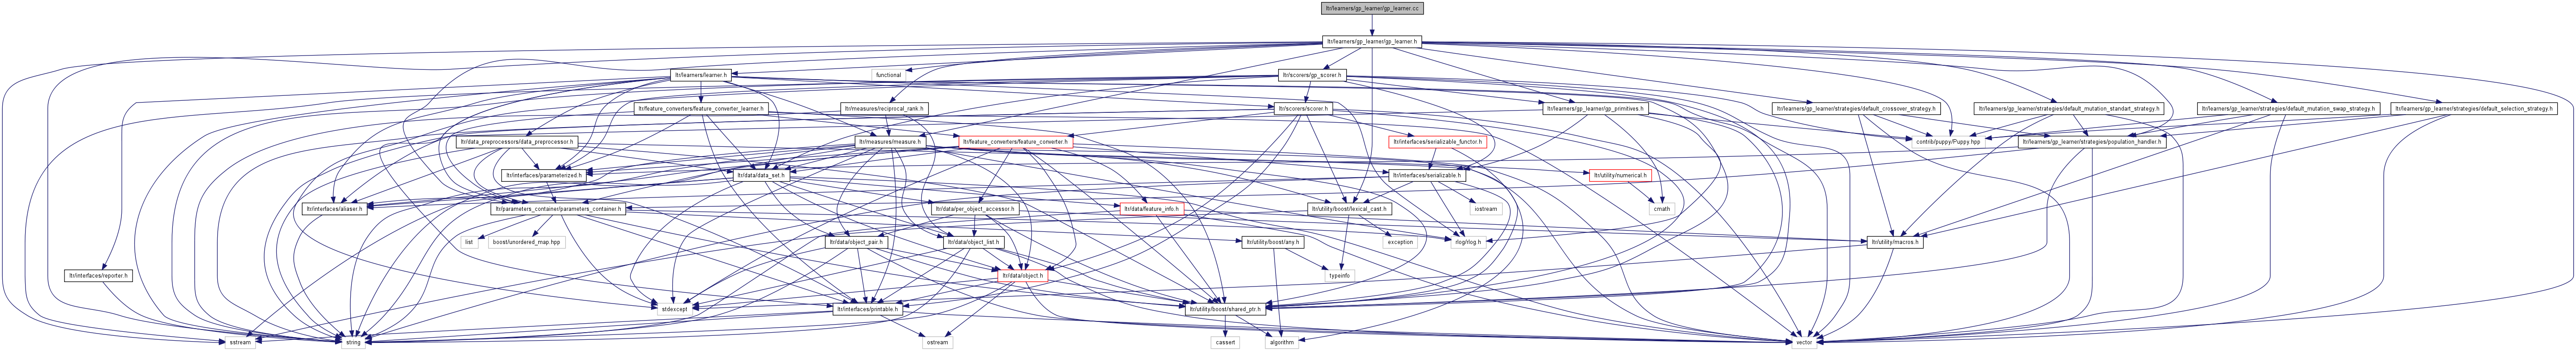 ltr/learners/gp_learner/gp_learner.cc
ltr/learners/gp_learner/gp_learner.h
functional
ltr/learners/learner.h
ltr/scorers/gp_scorer.h
ltr/feature_converters/feature_converter_learner.h
ltr/measures/reciprocal_rank.h
ltr/scorers/scorer.h
ltr/learners/gp_learner/gp_primitives.h
ltr/learners/gp_learner/strategies/default_crossover_strategy.h
ltr/learners/gp_learner/strategies/default_mutation_standart_strategy.h
ltr/learners/gp_learner/strategies/default_mutation_swap_strategy.h
ltr/learners/gp_learner/strategies/default_selection_strategy.h
ltr/data_preprocessors/data_preprocessor.h
ltr/measures/measure.h
ltr/feature_converters/feature_converter.h
ltr/interfaces/serializable_functor.h
contrib/puppy/Puppy.hpp
ltr/learners/gp_learner/strategies/population_handler.h
ltr/interfaces/parameterized.h
ltr/data/data_set.h
ltr/interfaces/serializable.h
ltr/utility/numerical.h
ltr/interfaces/aliaser.h
ltr/parameters_container/parameters_container.h
ltr/data/per_object_accessor.h
ltr/data/feature_info.h
ltr/utility/boost/lexical_cast.h
iostream
cmath
list
boost/unordered_map.hpp
ltr/data/object_pair.h
ltr/data/object_list.h
ltr/utility/boost/any.h
exception
rlog/rlog.h
ltr/utility/macros.h
ltr/interfaces/reporter.h
ltr/data/object.h
typeinfo
stdexcept
ltr/interfaces/printable.h
ltr/utility/boost/shared_ptr.h
sstream
string
ostream
cassert
algorithm
vector